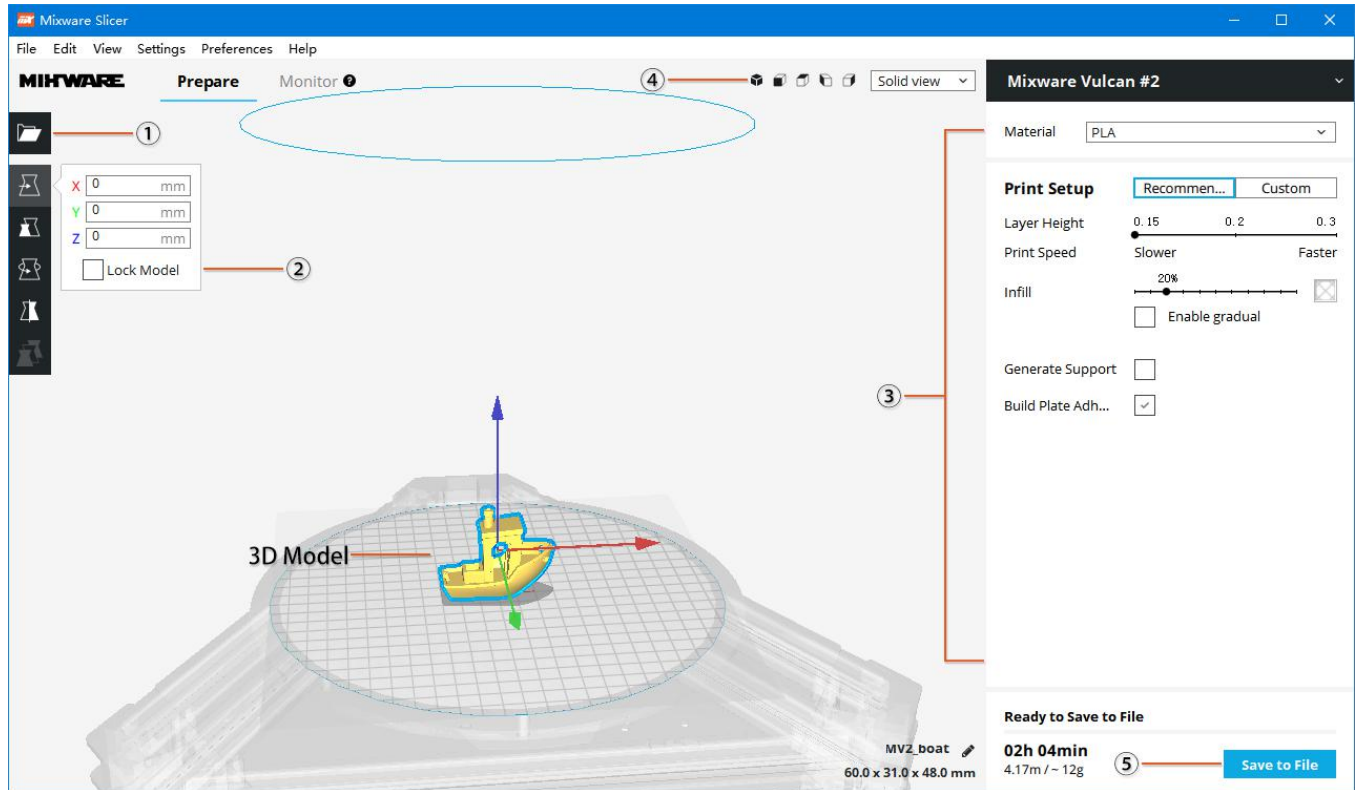 Mixware Slicer
File Edit View Settings Preferences Help
MIXWARE Prepare Monitor ?
④ Solid view
Mixware Vulcan #2
①
Material PLA
X 0 mm
Y 0 mm
Z 0 mm
Lock Model ②
Print Setup Recommen... Custom
Layer Height 0.15 0.2 0.3
Print Speed Slower Faster
20%
Infill
Enable gradual
Generate Support
③
Build Plate Adh...
3D Model
Ready to Save to File
MV2_boat
60.0 x 31.0 x 48.0 mm
02h 04min
4.17m / ~ 12g
⑤ Save to File